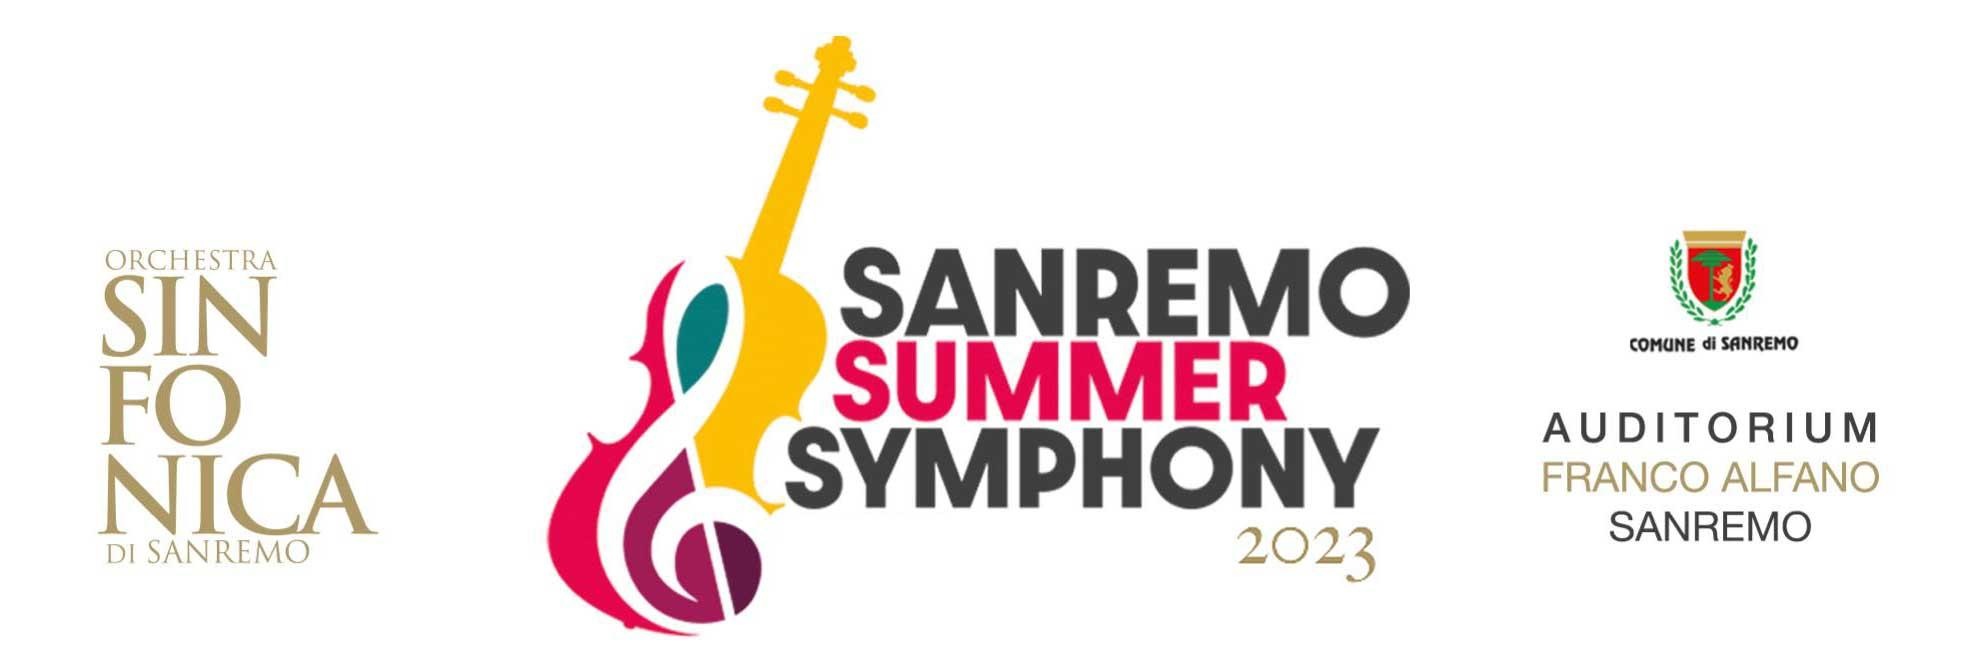 ORCHESTRA
SIN
FO
NICA
DI SANREMO
SANREMO
SUMMER
SYMPHONY
2023
COMUNE di SANREMO
AUDITORIUM
FRANCO ALFANO
SANREMO